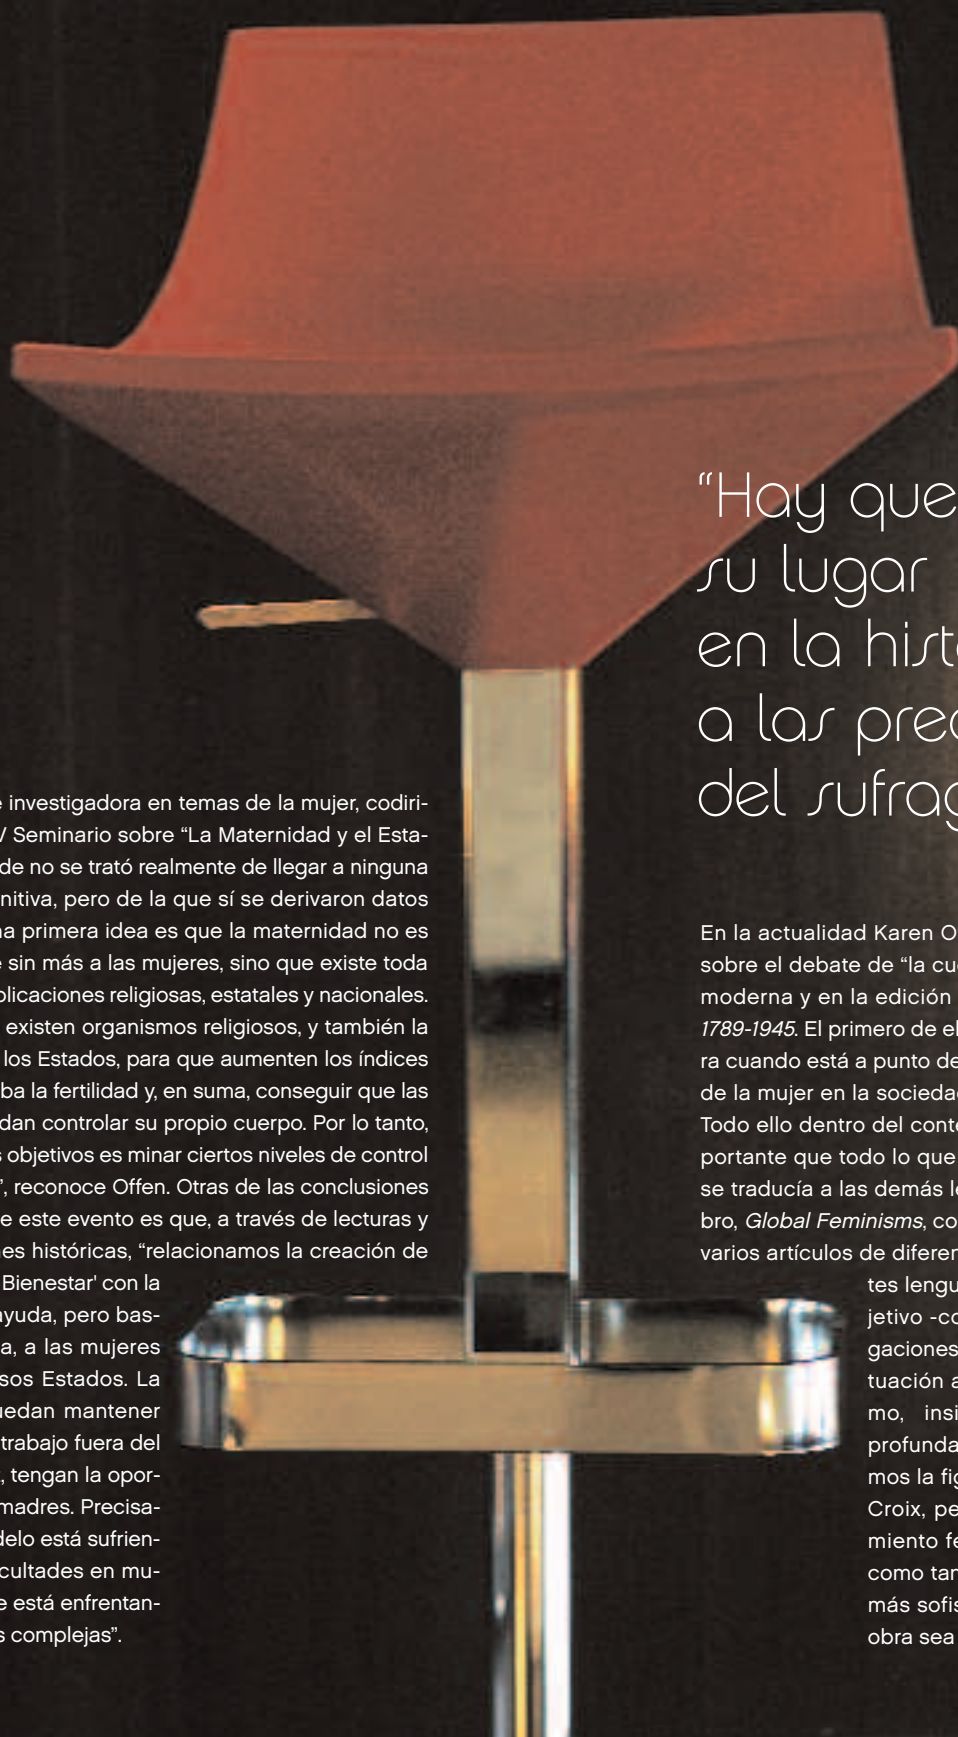 e investigadora en temas de la mujer, codiri-
V Seminario sobre “La Maternidad y el Esta-
de no se trató realmente de llegar a ninguna
nitiva, pero de la que sí se derivaron datos
na primera idea es que la maternidad no es
e sin más a las mujeres, sino que existe toda
plicaciones religiosas, estatales y nacionales.
existen organismos religiosos, y también la
los Estados, para que aumenten los índices
ba la fertilidad y, en suma, conseguir que las
dan controlar su propio cuerpo. Por lo tanto,
s objetivos es minar ciertos niveles de control
”, reconoce Offen. Otras de las conclusiones
e este evento es que, a través de lecturas y
nes históricas, “relacionamos la creación de
Bienestar' con la
ayuda, pero bas-
a, a las mujeres
sos Estados. La
uedan mantener
trabajo fuera del
, tengan la opor-
madres. Precisa-
delo está sufrien-
cultades en mu-
e está enfrentan-
s complejas”.
“Hay que
su lugar
en la histo
a las prec
del sufrag
En la actualidad Karen O
sobre el debate de “la cu
moderna y en la edición
1789-1945. El primero de el
ra cuando está a punto de
de la mujer en la sociedad
Todo ello dentro del conte
portante que todo lo que
se traducía a las demás le
bro, Global Feminisms, co
varios artículos de diferen
tes lengu
jetivo -co
gaciones
tuación a
mo, insi
profunda
mos la fig
Croix, pe
miento fe
como tan
más sofis
obra sea